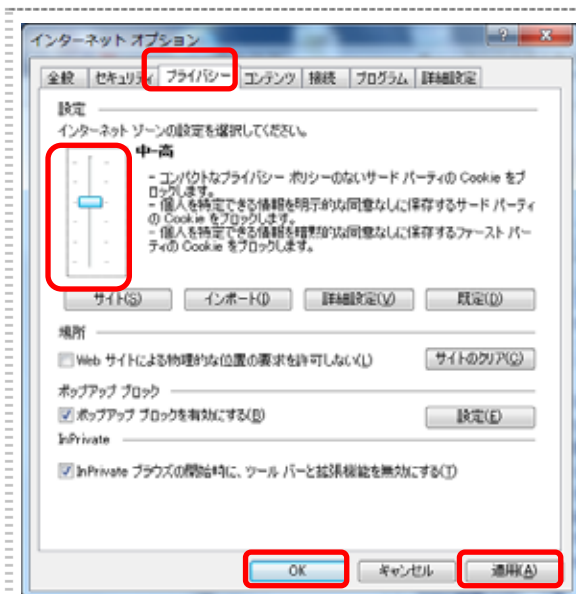 インターネット オプション
全般 セキュリティ プライバシー コンテンツ 接続 プログラム 詳細設定
設定
インターネット ゾーンの設定を選択してください。
中-高
- コンパクトなプライバシー ポリシーのないサード パーティの Cookie をブ
ロックします。
- 個人を特定できる情報を明示的な同意なしに保存するサード パーティ
の Cookie をブロックします。
- 個人を特定できる情報を暗黙的な同意なしに保存するファースト パー
ティの Cookie をブロックします。
サイト(S) インポート(I) 詳細設定(V) 既定(D)
場所
Web サイトによる物理的な位置の要求を許可しない(L) サイトのクリア(C)
ポップアップ ブロック
ポップアップ ブロックを有効にする(B) 設定(E)
InPrivate
InPrivate ブラウズの開始時に、ツール バーと拡張機能を無効にする(T)
OK キャンセル 適用(A)